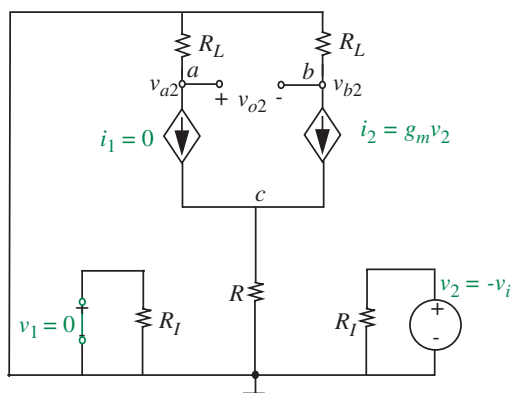 R_L
R_L
a
b
v_a2
+ v_o2 -
v_b2
i_1 = 0
i_2 = g_m v_2
c
R
+
v_1 = 0
-
R_I
R_I
+
-
v_2 = -v_i